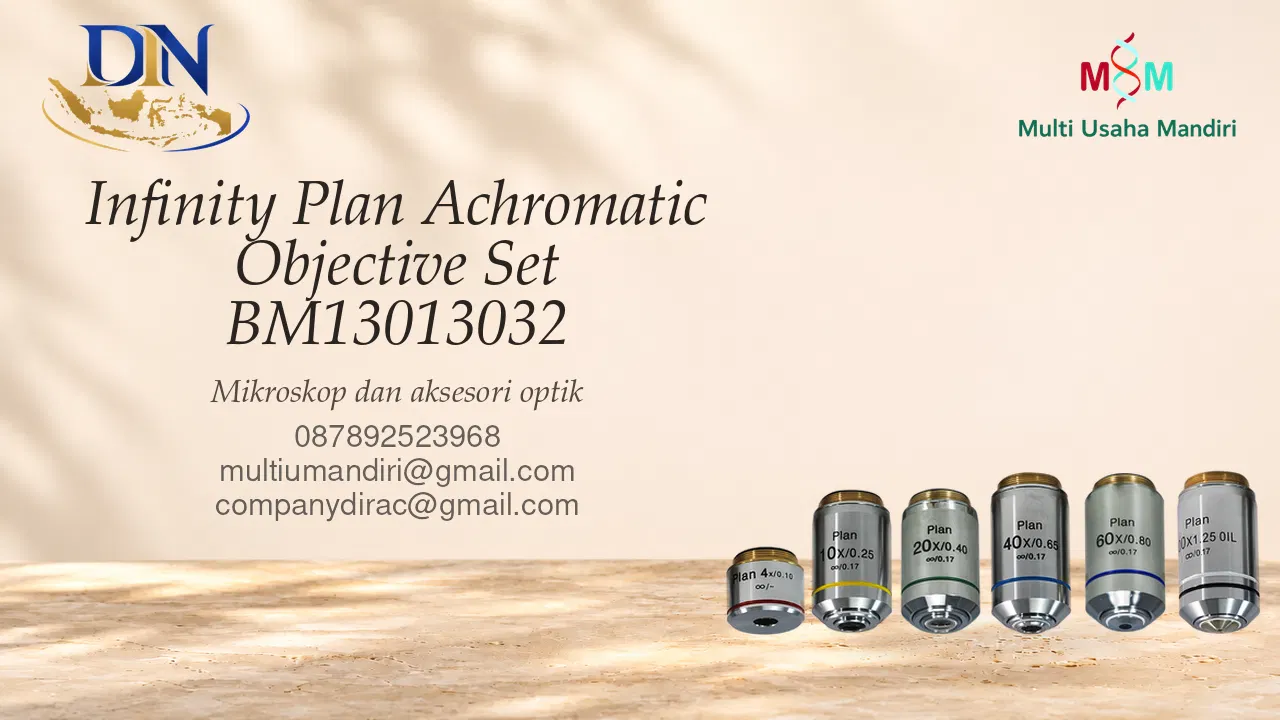 DIN
M M
Multi Usaha Mandiri
Infinity Plan Achromatic
Objective Set
BM13013032
Mikroskop dan aksesori optik
087892523968
multiumandiri@gmail.com
companydirac@gmail.com
Plan 4x/0.10
∞/-
Plan
10X/0.25
∞/0.17
Plan
20X/0.40
∞/0.17
Plan
40X/0.65
∞/0.17
Plan
60X/0.80
∞/0.17
Plan
0X1.25 OIL
∞/0.17